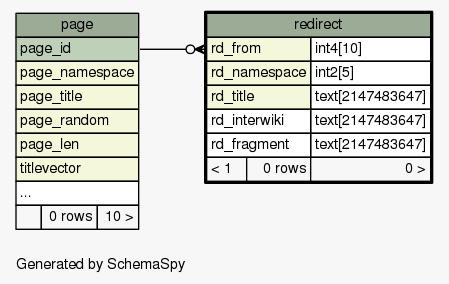 page
page_id
page_namespace
page_title
page_random
page_len
titlevector
...
0 rows 10 >
redirect
rd_from int4[10]
rd_namespace int2[5]
rd_title text[2147483647]
rd_interwiki text[2147483647]
rd_fragment text[2147483647]
< 1 0 rows 0 >
Generated by SchemaSpy